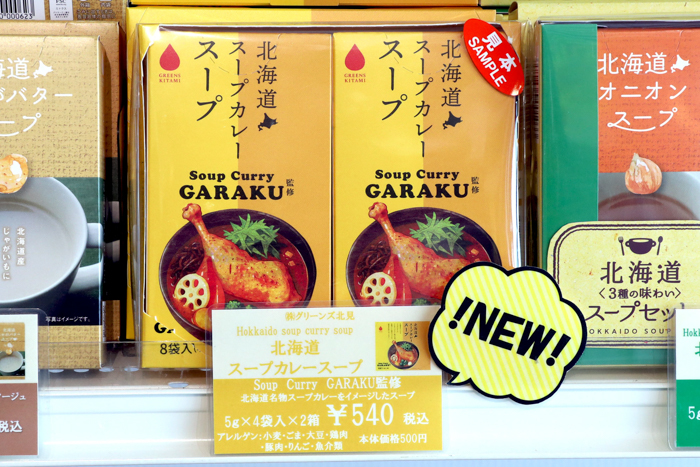 000623
海道
バター
ープ
北海道産
じゃがいもに
写真はイメージ
税込
GREENS
KITAMI
北海道
スープカレー
スープ
Soup Curry
GARAKU 監修
8袋入
GREENS
KITAMI
北海道
スープカレー
スープ
Soup Curry
GARAKU 監修
見本
SAMPLE
海道
オニオン
スープ
北海道
〈3種の味わい〉
スープセッ
HOKKAIDO SOUP
!NEW!
㈱グリーンズ北見
Hokkaido soup curry soup
北海道
スープカレースープ
Soup Curry GARAKU監修
北海道名物スープカレーをイメージしたスープ
5g×4袋入×2箱 ¥540 税込
アレルゲン:小麦・ごま・大豆・鶏肉 本体価格500円
・豚肉・りんご・魚介類
Hokk
5g